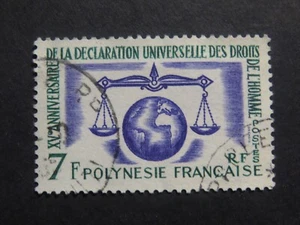 XVe ANNIVERSAIRE
DE LA DECLARATION UNIVERSELLE DES DROITS
DE L'HOMME
POSTES
7F
RF
POLYNESIE FRANCAISE